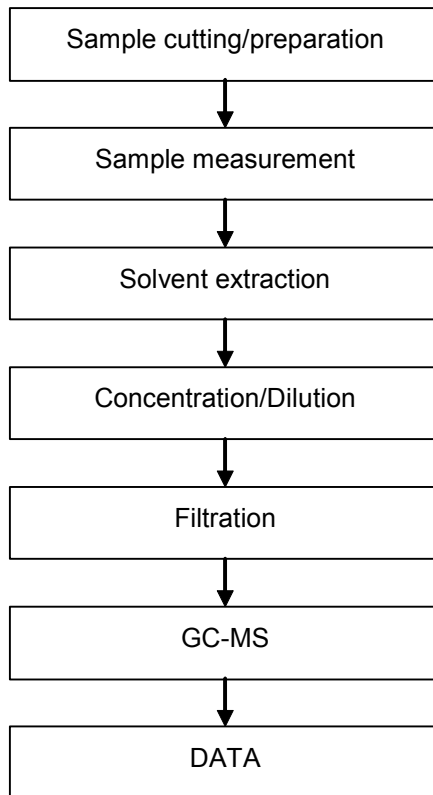 Sample cutting/preparation
Sample measurement
Solvent extraction
Concentration/Dilution
Filtration
GC-MS
DATA